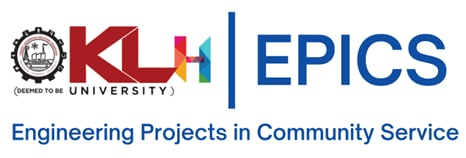 KLH
(DEEMED TO BE UNIVERSITY)
EPICS
Engineering Projects in Community Service